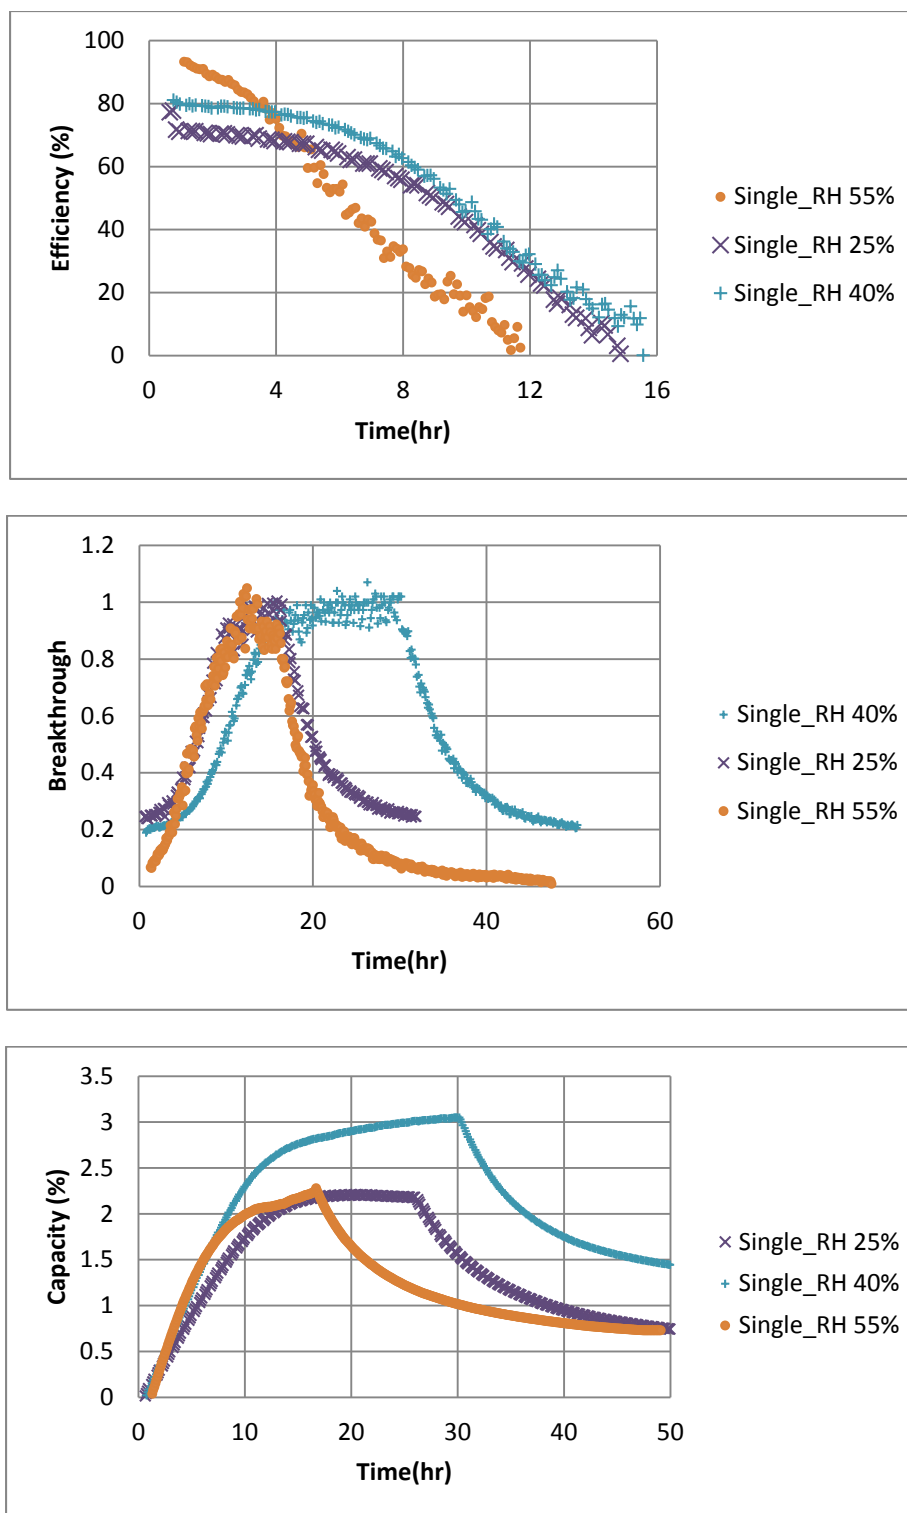 100
80
60
40
20
0
Efficiency (%)
0 4 8 12 16
Time(hr)
Single_RH 55%
Single_RH 25%
Single_RH 40%
1.2
1
0.8
0.6
0.4
0.2
0
Breakthrough
0 20 40 60
Time(hr)
Single_RH 40%
Single_RH 25%
Single_RH 55%
3.5
3
2.5
2
1.5
1
0.5
0
Capacity (%)
0 10 20 30 40 50
Time(hr)
Single_RH 25%
Single_RH 40%
Single_RH 55%